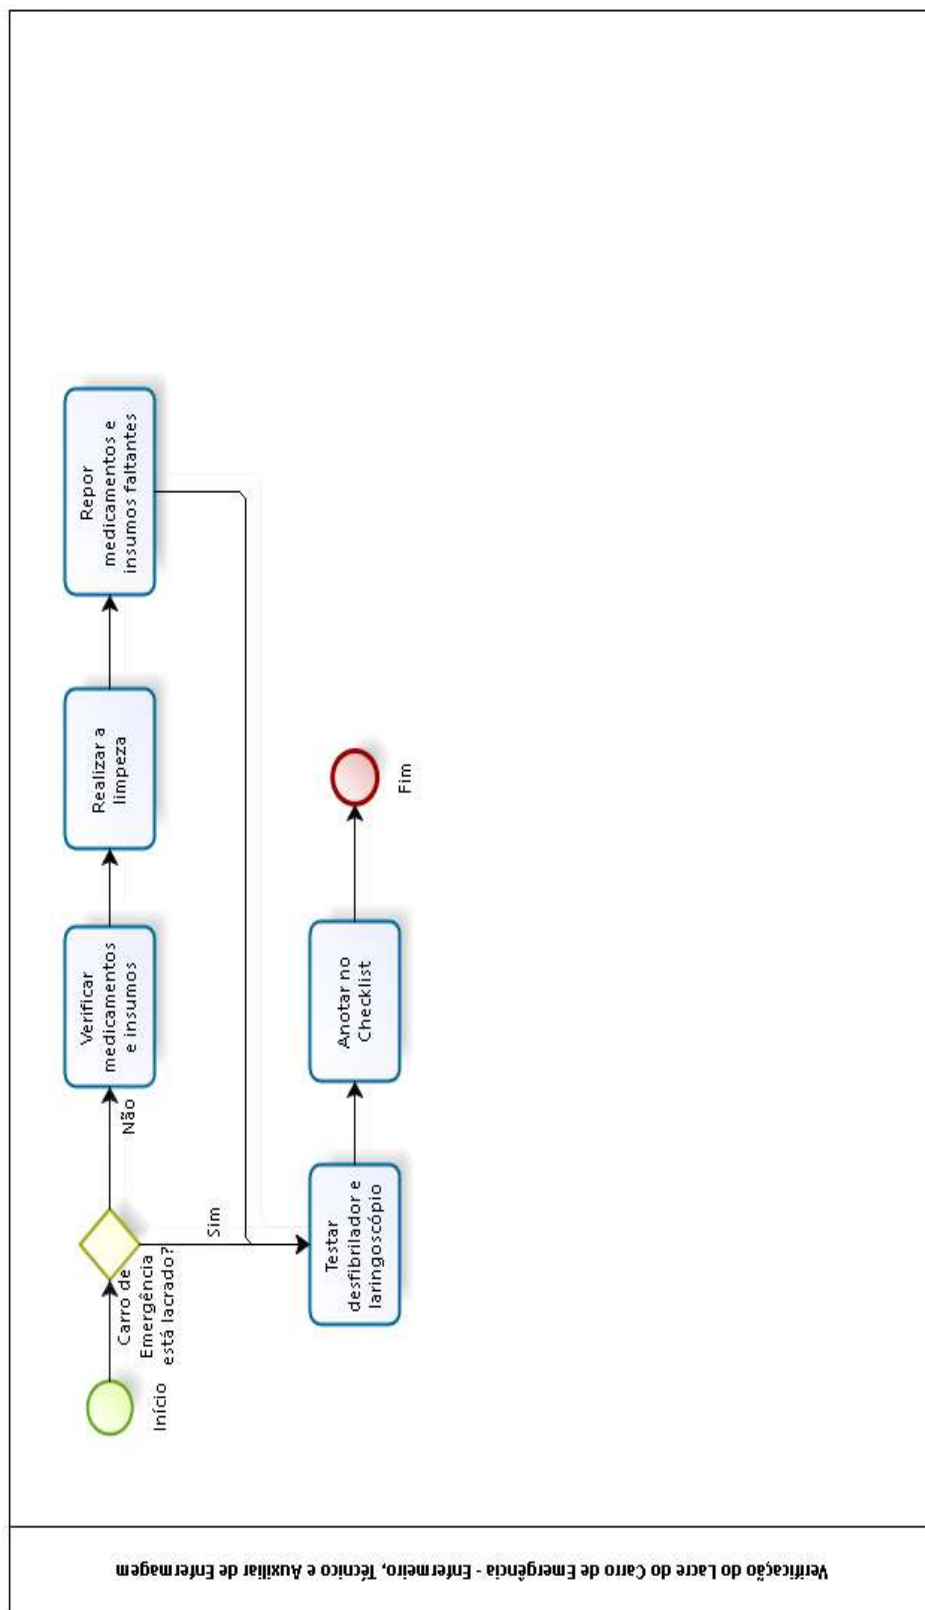 Verificação do Lacre do Carro de Emergência - Enfermeiro, Técnico e Auxiliar de Enfermagem
Início
Carro de
Emergência
está lacrado?
Não
Verificar
medicamentos
e insumos
Realizar a
limpeza
Repor
medicamentos e
insumos faltantes
Sim
Testar
desfibrilador e
laringoscópio
Anotar no
Checklist
Fim